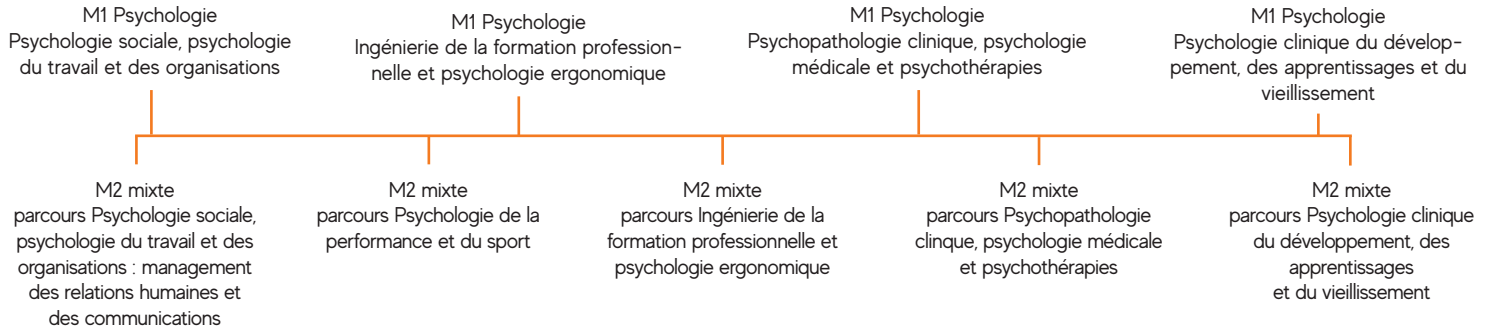 M1 Psychologie
Psychologie sociale, psychologie
du travail et des organisations
M1 Psychologie
Ingénierie de la formation profession-
nelle et psychologie ergonomique
M1 Psychologie
Psychopathologie clinique, psychologie
médicale et psychothérapies
M1 Psychologie
Psychologie clinique du dévelop-
pement, des apprentissages et du
vieillissement
M2 mixte
parcours Psychologie sociale,
psychologie du travail et des
organisations : management
des relations humaines et
des communications
M2 mixte
parcours Psychologie de la
performance et du sport
M2 mixte
parcours Ingénierie de la
formation professionnelle et
psychologie ergonomique
M2 mixte
parcours Psychopathologie
clinque, psychologie médicale
et psychothérapies
M2 mixte
parcours Psychologie clinique
du développement, des
apprentissages
et du vieillissement